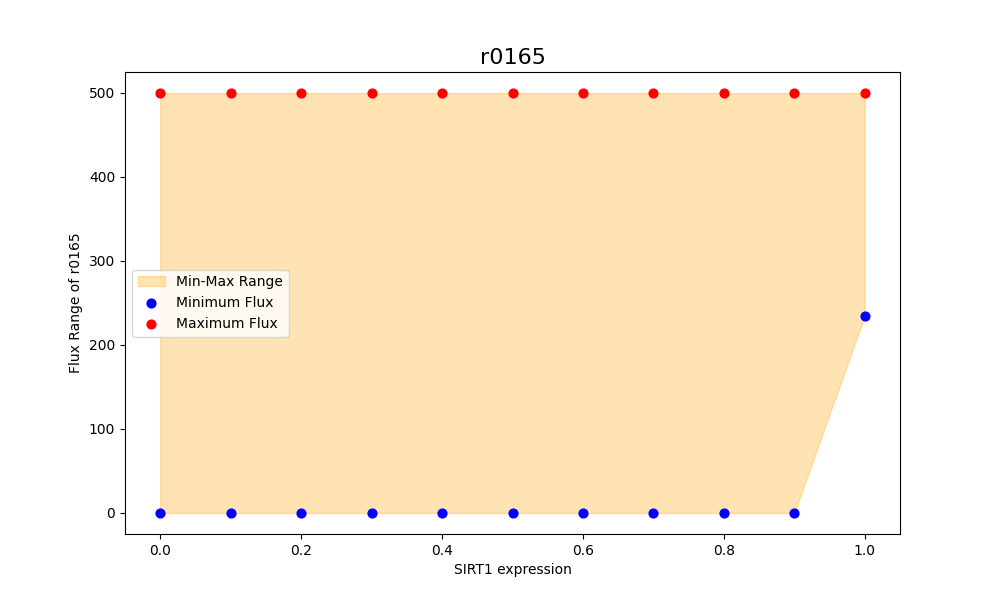 r0165
Flux Range of r0165
500
400
300
200
100
0
Min-Max Range
Minimum Flux
Maximum Flux
0.0 0.2 0.4 0.6 0.8 1.0
SIRT1 expression